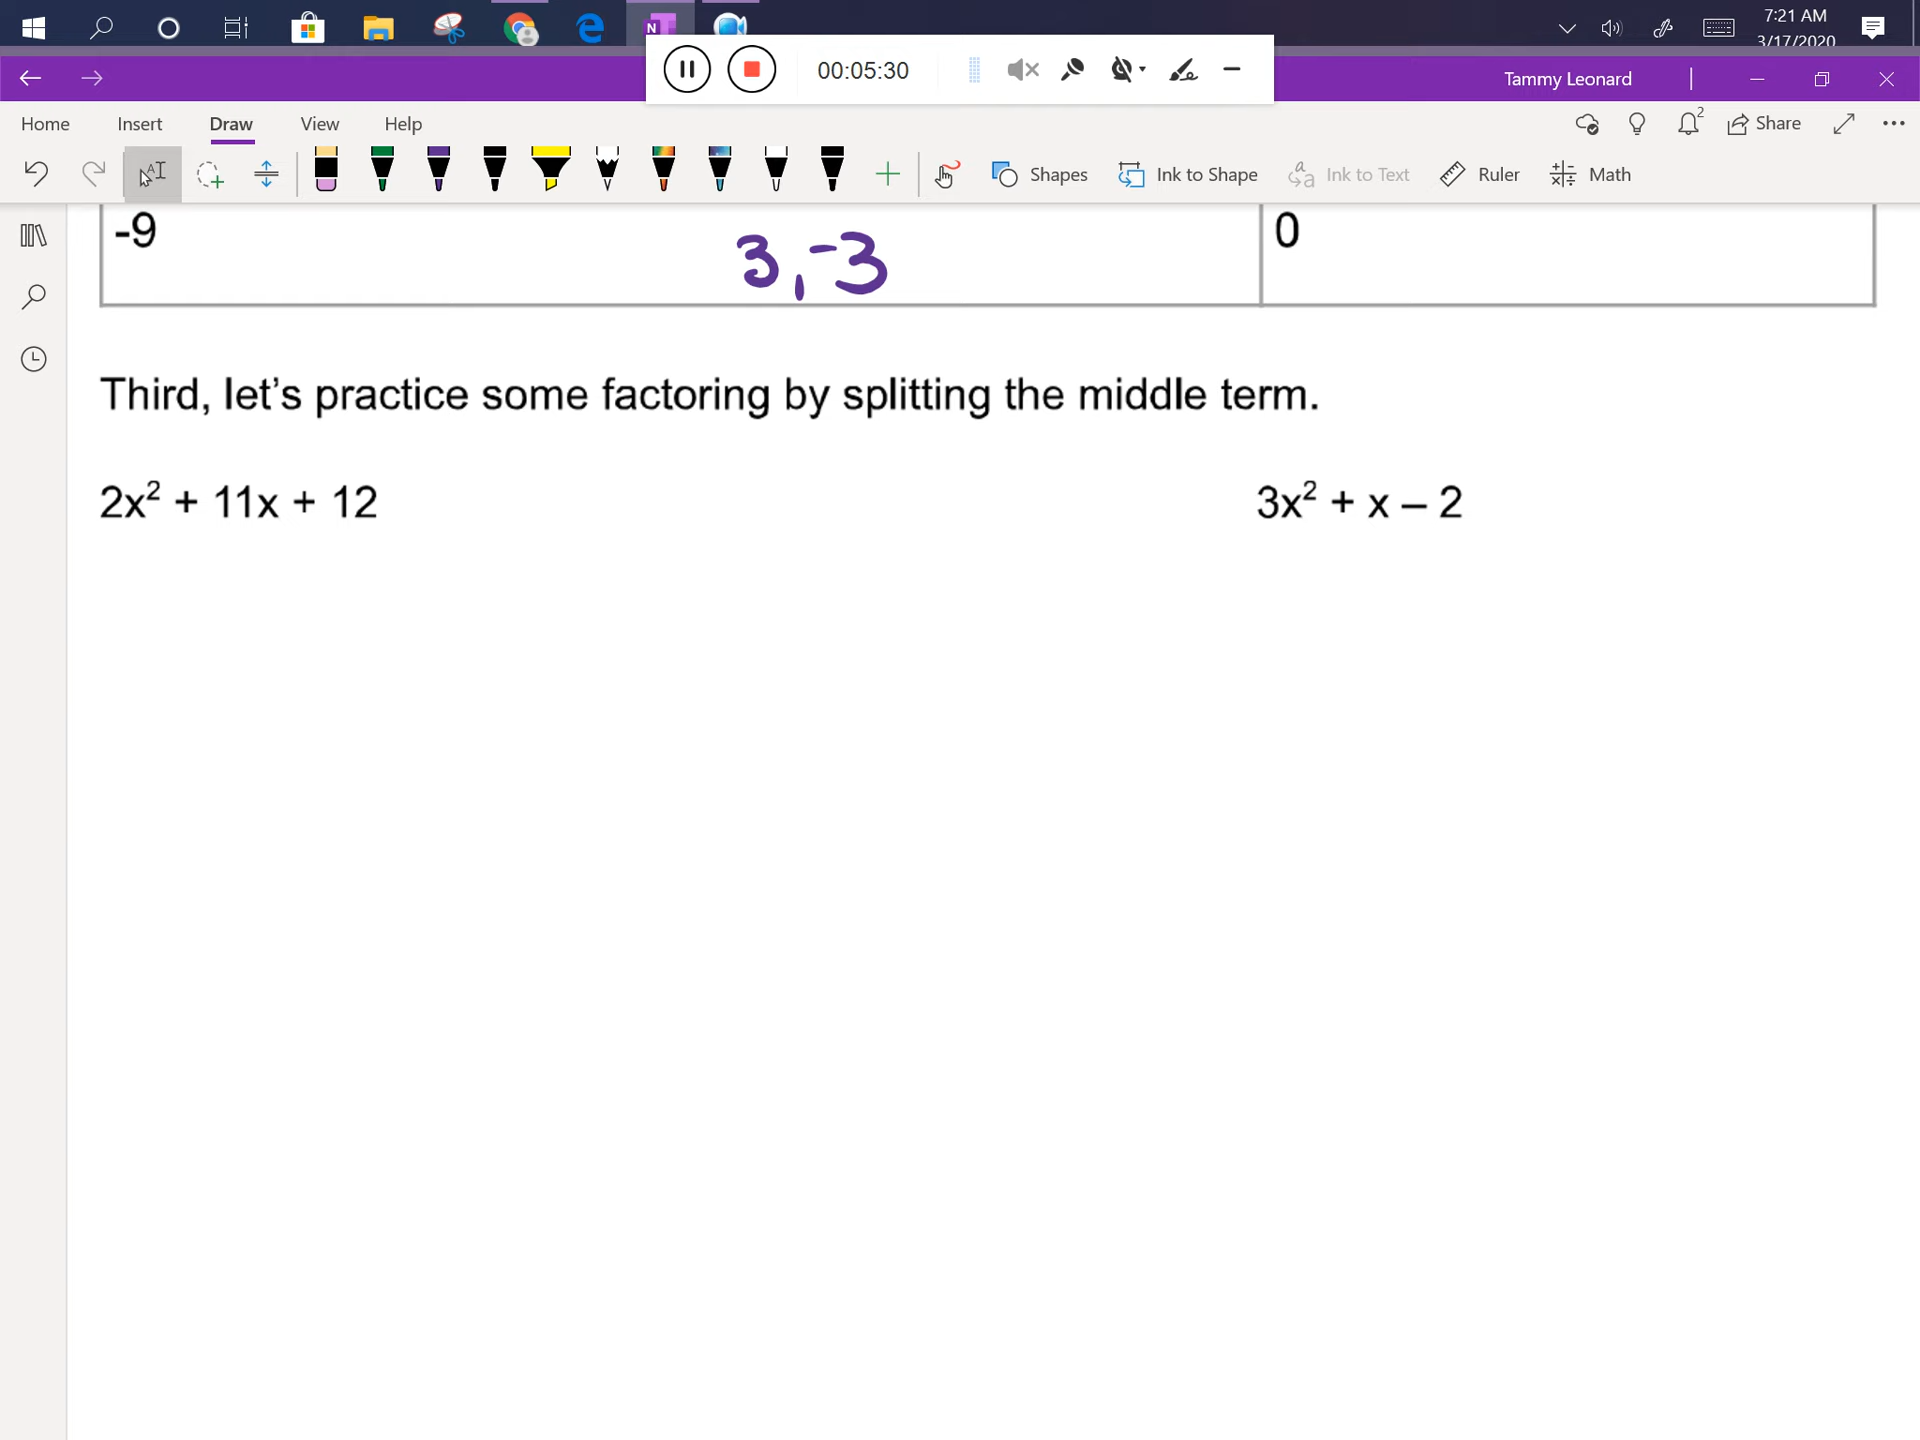 7:21 AM
3/17/2020
00:05:30
Tammy Leonard
Home Insert Draw View Help
2 Share
Shapes Ink to Shape Ink to Text Ruler Math
-9 3,-3 0
Third, let’s practice some factoring by splitting the middle term.
2x² + 11x + 12 3x² + x – 2